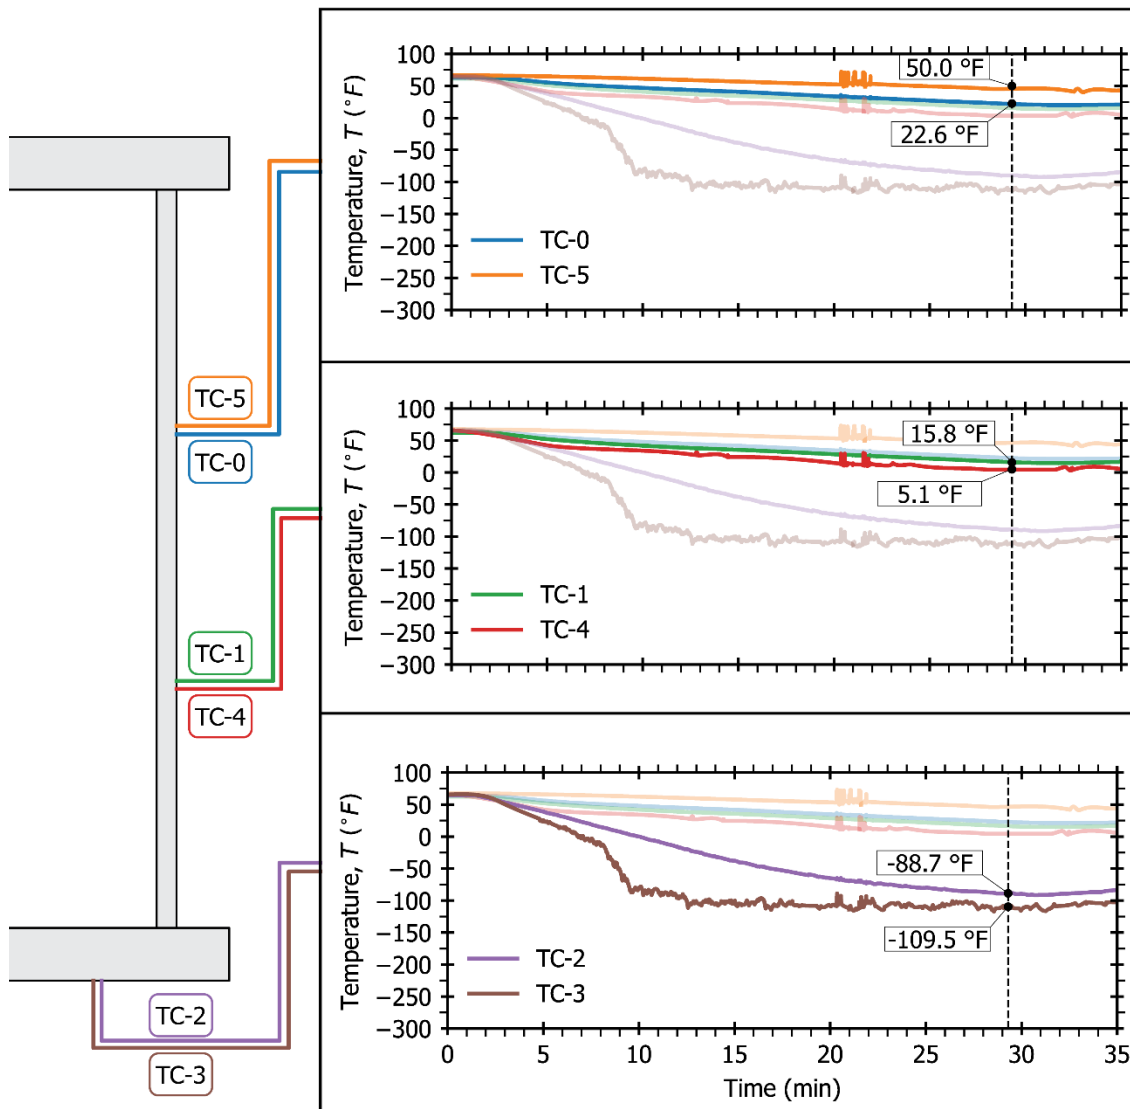 TC-5
TC-0
TC-1
TC-4
TC-2
TC-3
Temperature, T (°F)
100
50
0
−50
−100
−150
−200
−250
−300
50.0 °F
22.6 °F
TC-0
TC-5
Temperature, T (°F)
100
50
0
−50
−100
−150
−200
−250
−300
15.8 °F
5.1 °F
TC-1
TC-4
Temperature, T (°F)
100
50
0
−50
−100
−150
−200
−250
−300
-88.7 °F
-109.5 °F
TC-2
TC-3
0 5 10 15 20 25 30 35
Time (min)